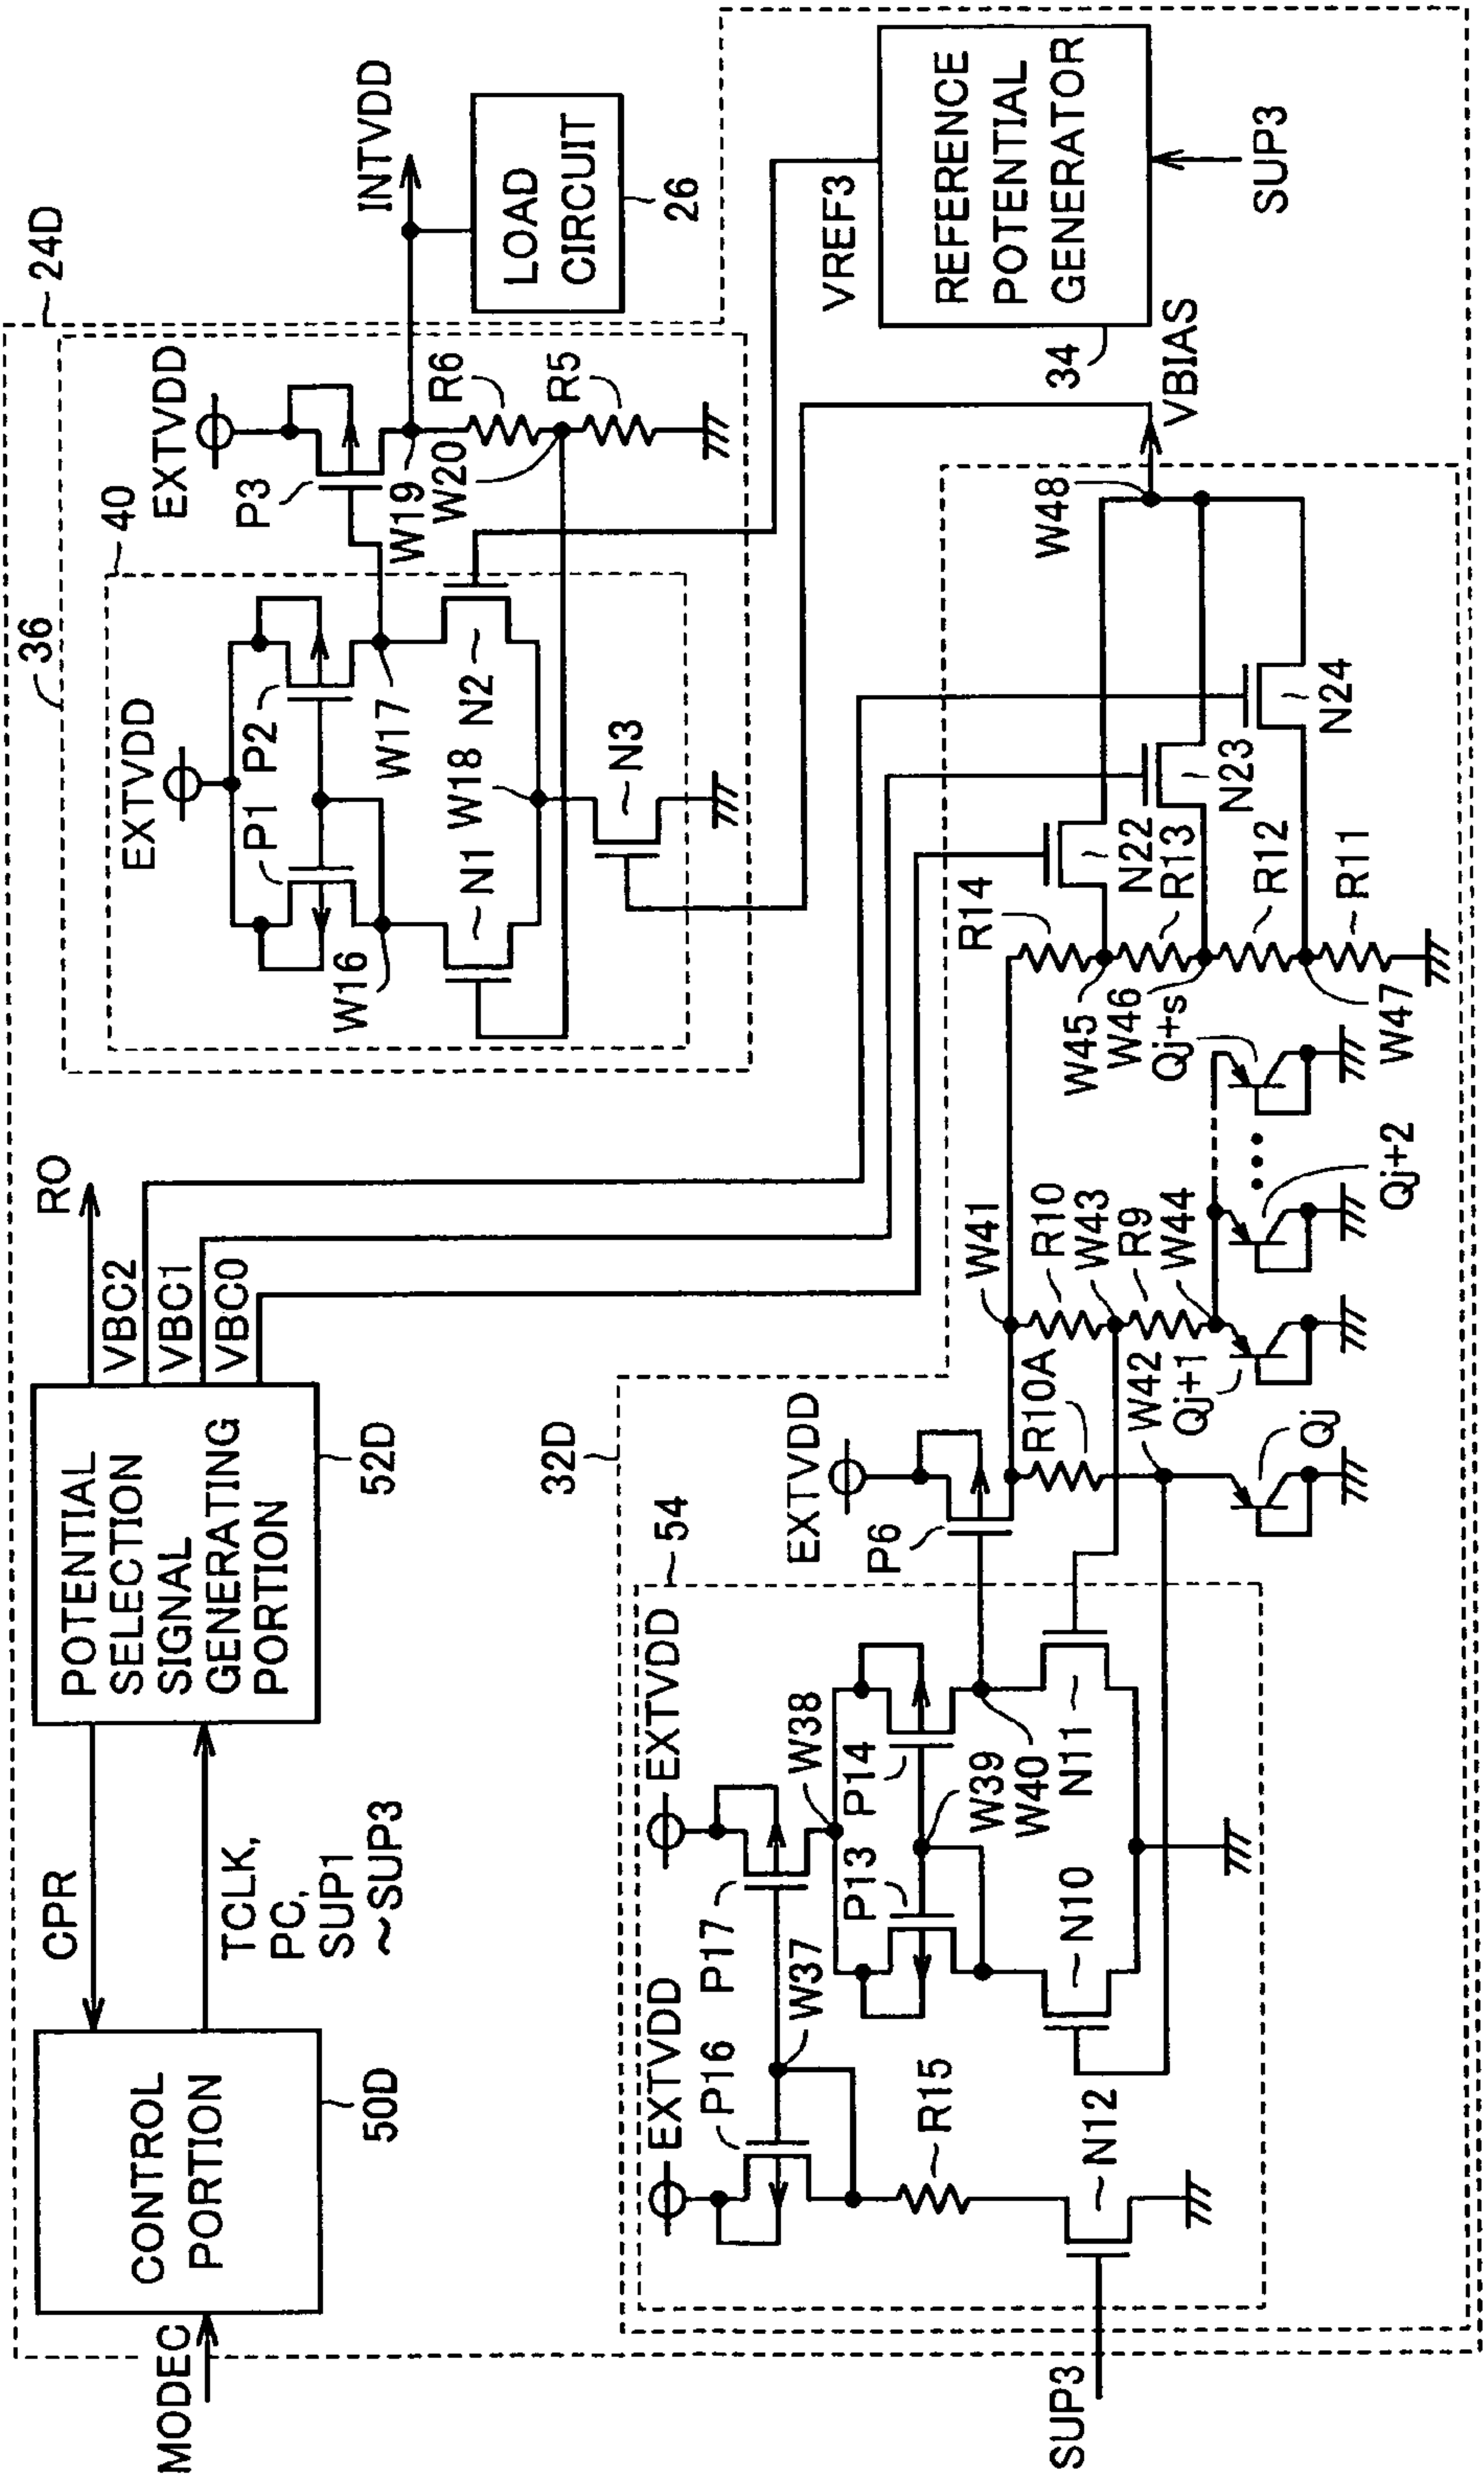 24D
36
EXTVDD
INTVDD
LOAD
CIRCUIT
26
P3
R6
R5
W19
W20
40
EXTVDD
P1
P2
W16
W17
N1
N2
W18
N3
VREF3
REFERENCE
POTENTIAL
GENERATOR
34
SUP3
VBIAS
RO
VBC2
VBC1
VBC0
POTENTIAL
SELECTION
SIGNAL
GENERATING
PORTION
52D
CPR
TCLK,
PC,
SUP1
~SUP3
CONTROL
PORTION
50D
MODEC
32D
54
EXTVDD
P6
W41
R10A
R10
W43
R9
W44
W42
Qj
Qj+1
Qj+2
Qj+s
R14
W45
W46
W47
R13
R12
R11
N22
N23
N24
W48
EXTVDD
EXTVDD
P16
P17
W37
W38
P13
P14
W39
W40
N10
N11
R15
N12
SUP3